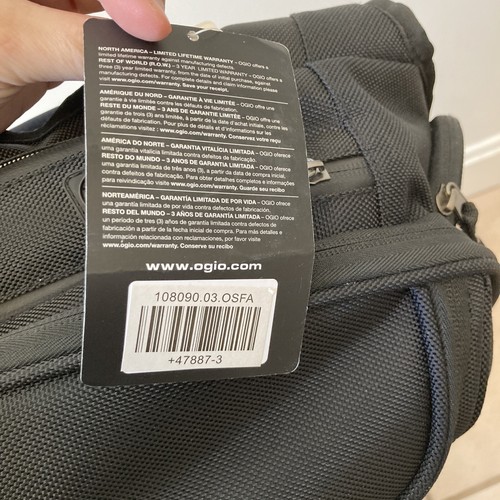 NORTH AMERICA – LIMITED LIFETIME WARRANTY – OGIO offers a
limited lifetime warranty against manufacturing defects.
REST OF WORLD (R.O.W.) – 3 YEAR LIMITED WARRANTY – OGIO offers a
three (3) year limited warranty, from the date of initial purchase, against
manufacturing defects. For complete details and claim information please
visit www.ogio.com/warranty. Save your receipt.
AMÉRIQUE DU NORD – GARANTIE À VIE LIMITÉE – OGIO offre une
garantie à vie limitée contre les défauts de fabrication.
RESTE DU MONDE – 3 ANS DE GARANTIE LIMITÉE – OGIO offre une
garantie de trois (3) ans limitée, à partir de la date d'achat initiale, contre les
défauts de fabrication. Pour plus de détails et d'informations sur les
réclamations visitez : www.ogio.com/warranty. Conservez votre reçu
AMÉRICA DO NORTE – GARANTIA VITALÍCIA LIMITADA – OGIO oferece
uma garantia vitalícia limitada contra defeitos de fabricação.
RESTO DO MUNDO – 3 ANOS DE GARANTIA LIMITADA – OGIO oferece
uma garantia limitada de três anos (3), a partir da data da compra inicial,
contra defeitos de fabricação. Para obter detalhes completos e informações
para reivindicação visite www.ogio.com/warranty. Guarde seu recibo
NORTEAMÉRICA – GARANTÍA LIMITADA DE POR VIDA – OGIO ofrece
una garantía limitada de por vida contra defectos de fabricación.
RESTO DEL MUNDO – 3 AÑOS DE GARANTÍA LIMITADA – OGIO ofrece
un período de tres (3) años de garantía limitada contra defectos de
fabricación a partir de la fecha inicial de compra. Para más detalles e
información relacionada con reclamaciones, por favor visite
www.ogio.com/warranty. Conserve su recibo
www.ogio.com
108090.03.OSFA
+47887-3